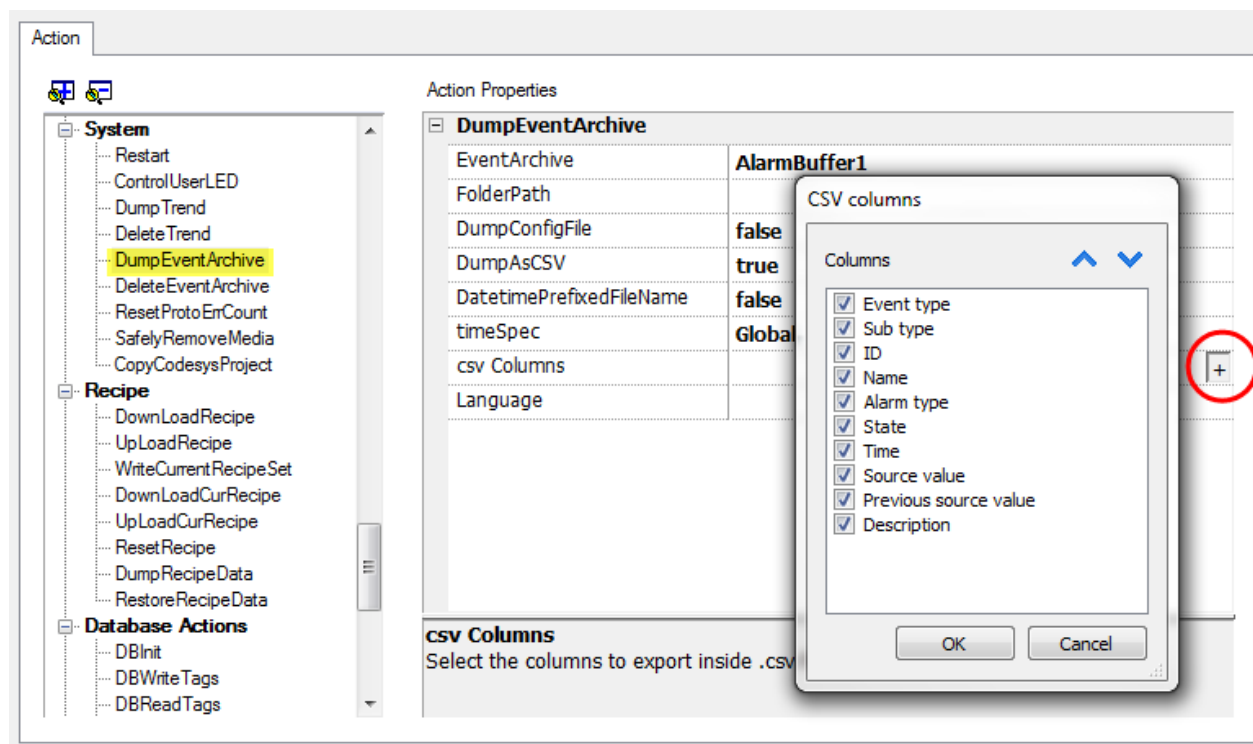 Action
Action Properties
System
Restart
ControlUserLED
DumpTrend
DeleteTrend
DumpEventArchive
DeleteEventArchive
ResetProtoErrCount
SafelyRemoveMedia
CopyCodesysProject
Recipe
DownLoadRecipe
UpLoadRecipe
WriteCurrentRecipeSet
DownLoadCurRecipe
UpLoadCurRecipe
ResetRecipe
DumpRecipeData
RestoreRecipeData
Database Actions
DBInit
DBWriteTags
DBReadTags
DumpEventArchive
EventArchive AlarmBuffer1
FolderPath
DumpConfigFile false
DumpAsCSV true
DatetimePrefixedFileName false
timeSpec Global
csv Columns +
Language
csv Columns
Select the columns to export inside .csv
CSV columns
Columns
Event type
Sub type
ID
Name
Alarm type
State
Time
Source value
Previous source value
Description
OK Cancel